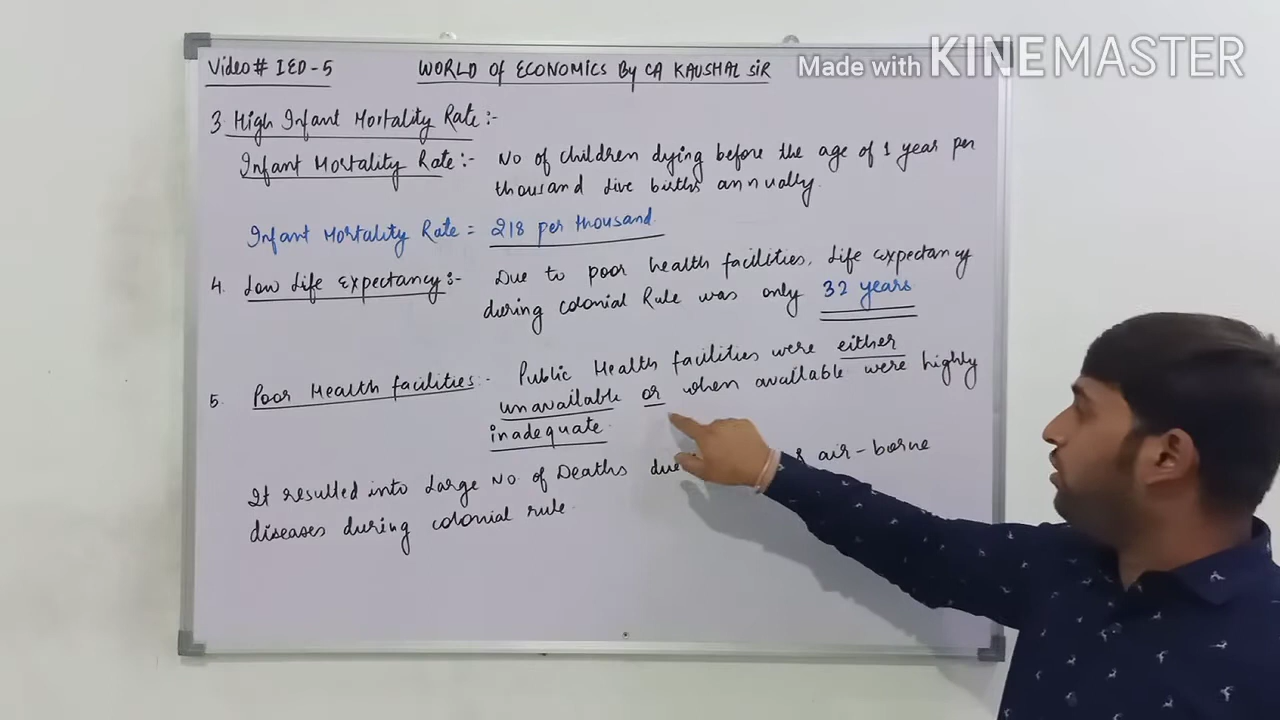 Video# IED-5 WORLD of ECONOMICS By CA KAUSHAL SIR
Made with KINEMASTER
3. High Infant Mortality Rate :-
Infant Mortality Rate :- No of children dying before the age of 1 year per
thousand live births annually.
Infant Mortality Rate = 218 per thousand.
4. Low Life Expectancy :- Due to poor health facilities, Life expectancy
during colonial Rule was only 32 years
5. Poor Health facilities :- Public Health facilities were either
unavailable or when available were highly
inadequate.
It resulted into Large No. of Deaths due air-borne
diseases during colonial rule.